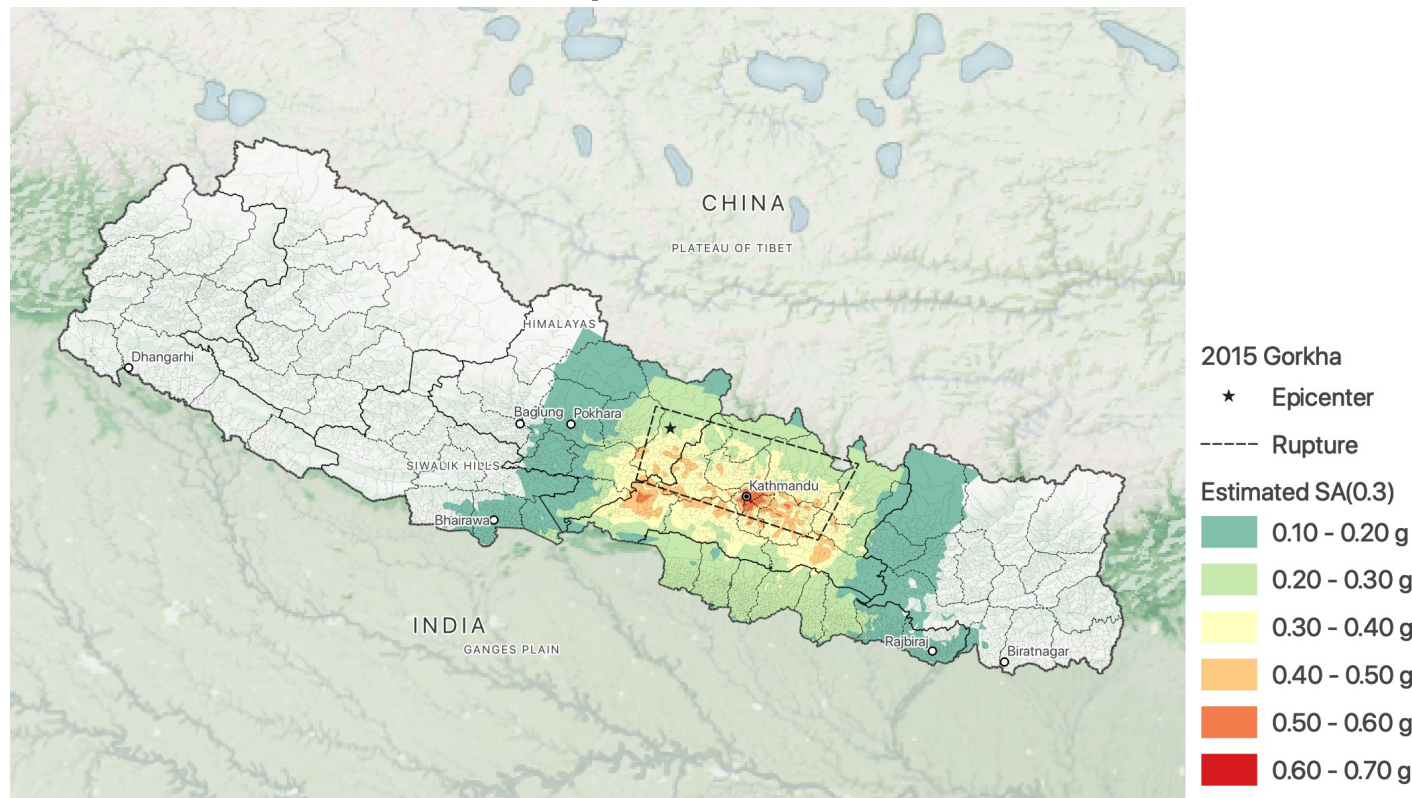 CHINA
PLATEAU OF TIBET
HIMALAYAS
Dhangarhi
Baglung
Pokhara
SIWALIK HILLS
Kathmandu
Bhairawa
INDIA
GANGES PLAIN
Rajbiraj
Biratnagar
2015 Gorkha
Epicenter
Rupture
Estimated SA(0.3)
0.10 - 0.20 g
0.20 - 0.30 g
0.30 - 0.40 g
0.40 - 0.50 g
0.50 - 0.60 g
0.60 - 0.70 g